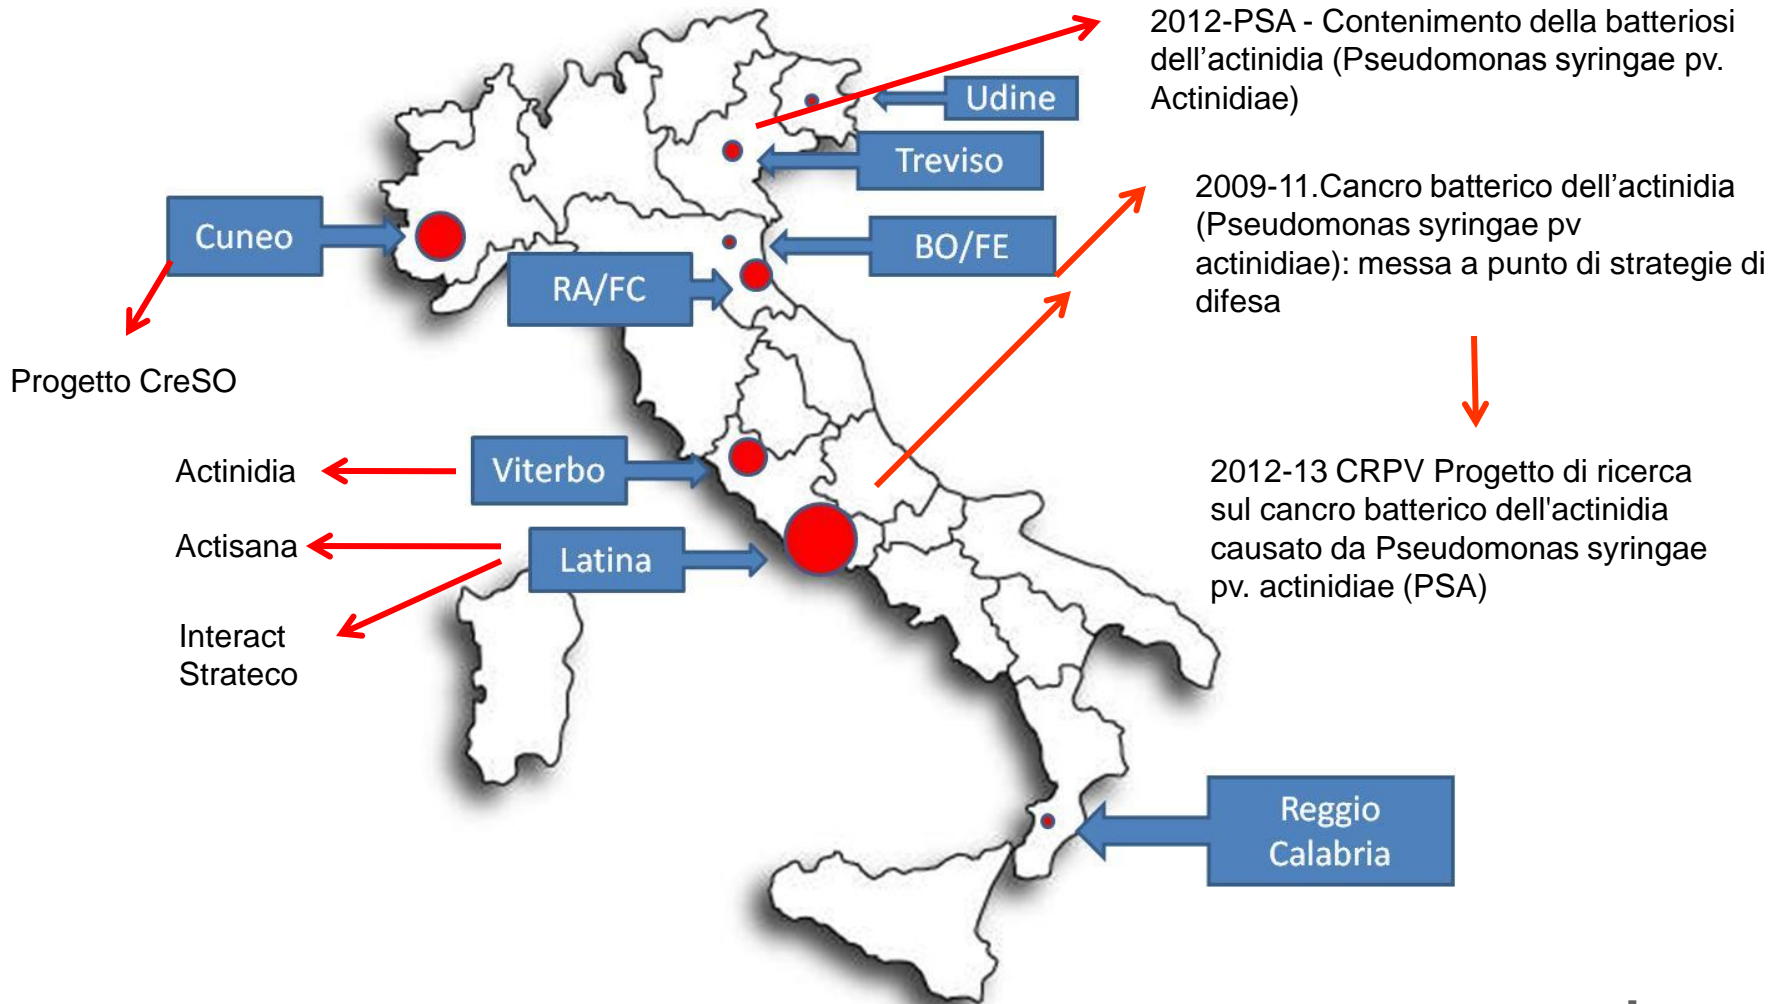 2012-PSA - Contenimento della batteriosi
dell’actinidia (Pseudomonas syringae pv.
Actinidiae)
Udine
Treviso
2009-11.Cancro batterico dell’actinidia
(Pseudomonas syringae pv
actinidiae): messa a punto di strategie di
difesa
Cuneo
BO/FE
RA/FC
Progetto CreSO
Actinidia
Viterbo
2012-13 CRPV Progetto di ricerca
sul cancro batterico dell'actinidia
causato da Pseudomonas syringae
pv. actinidiae (PSA)
Actisana
Latina
Interact
Strateco
Reggio
Calabria